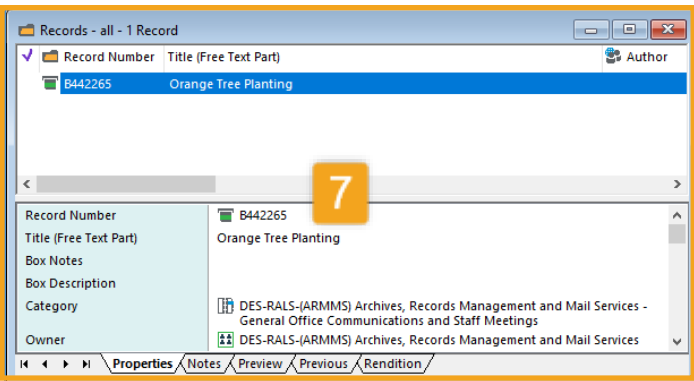 Records - all - 1 Record
Record Number Title (Free Text Part) Author
B442265 Orange Tree Planting
7
Record Number B442265
Title (Free Text Part) Orange Tree Planting
Box Notes
Box Description
Category DES-RALS-(ARMMS) Archives, Records Management and Mail Services -
General Office Communications and Staff Meetings
Owner DES-RALS-(ARMMS) Archives, Records Management and Mail Services
Properties Notes Preview Previous Rendition